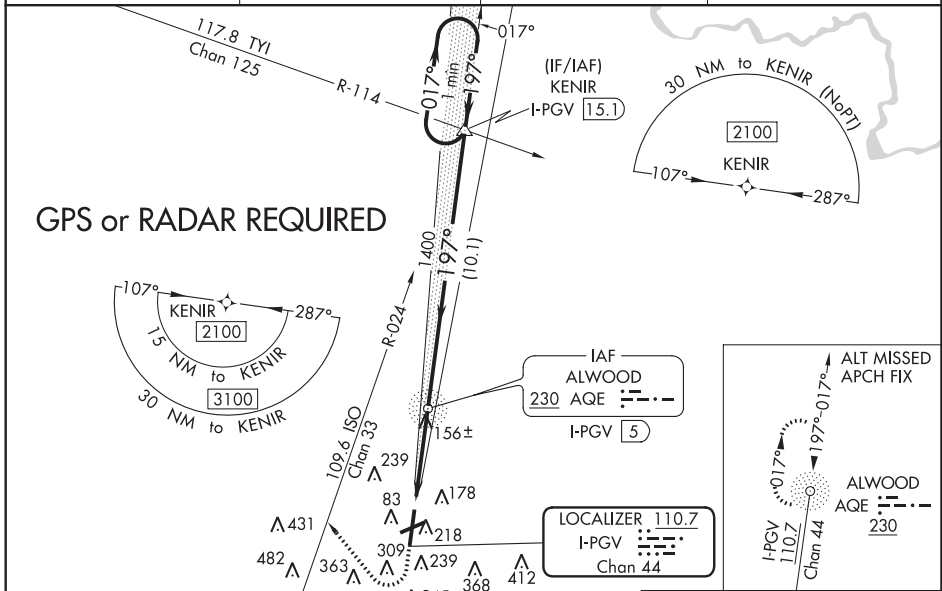 117.8 TYI
Chan 125
R-114
017°
1 min
197°
017°
(IF/IAF)
KENIR
I-PGV 15.1
30 NM to KENIR (NoPT)
2100
KENIR
107°
287°
GPS or RADAR REQUIRED
1400
197°
(10.1)
107°
KENIR
287°
2100
15 NM to KENIR
3100
30 NM to KENIR
R-024
109.6 ISO
Chan 33
IAF
ALWOOD
230 AQE
I-PGV 5
156±
239
178
83
218
431
309
239
482
363
368
412
LOCALIZER 110.7
I-PGV
Chan 44
ALT MISSED
APCH FIX
017°
197°
017°
ALWOOD
AQE
230
I-PGV
110.7
Chan 44